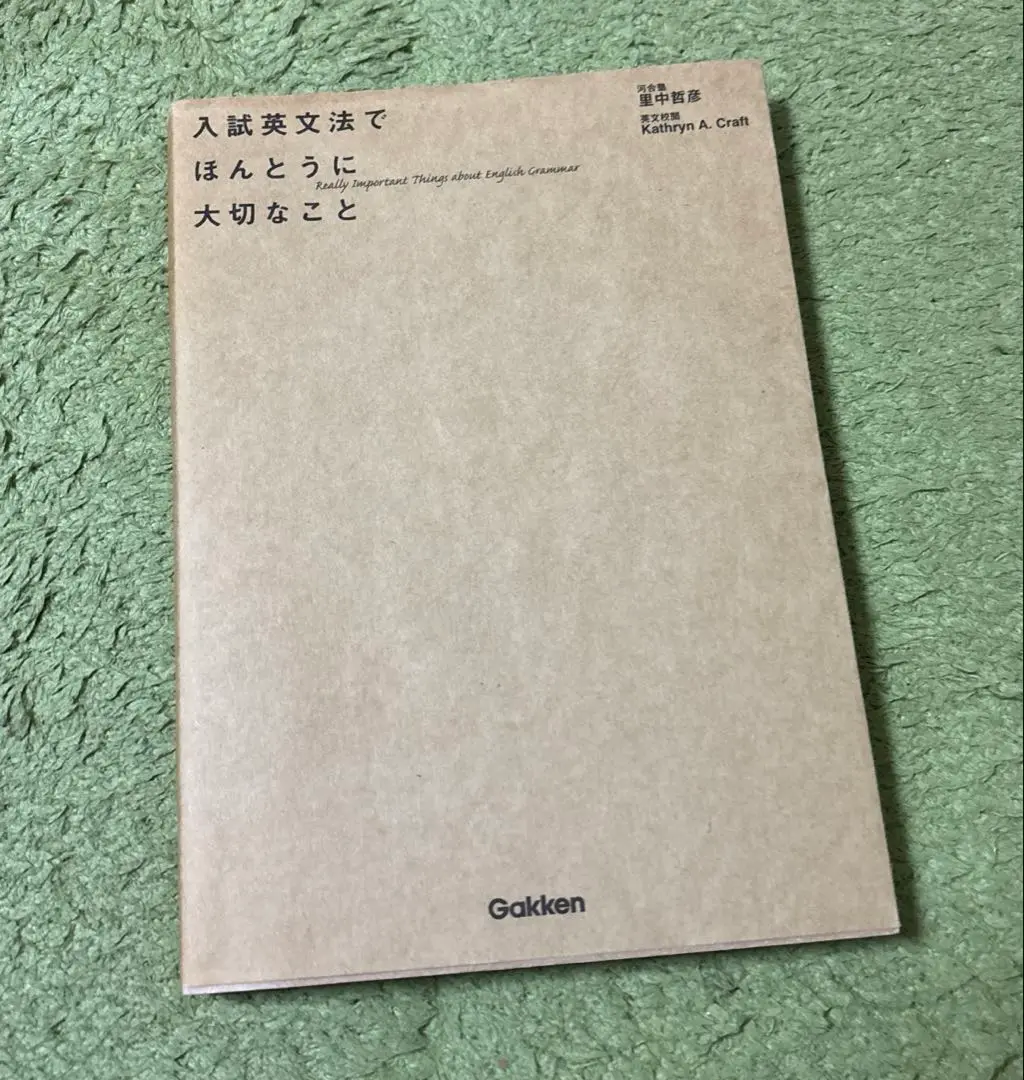 入試英文法で
ほんとうに
Really Important Things about English Grammar
大切なこと
河合塾
里中哲彦
英文校閲
Kathryn A. Craft
Gakken